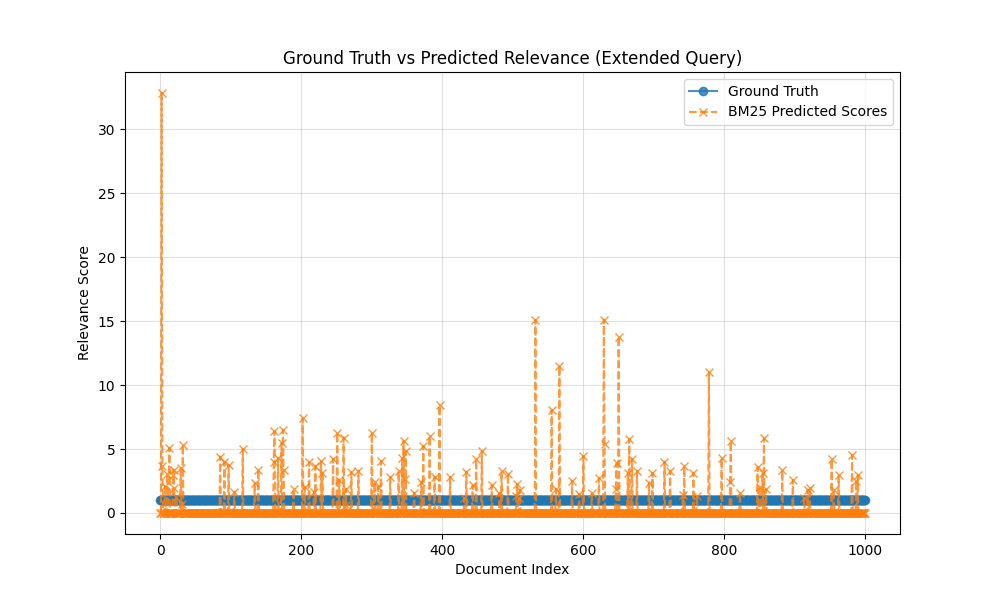 Ground Truth vs Predicted Relevance (Extended Query)
Ground Truth
BM25 Predicted Scores
Relevance Score
30
25
20
15
10
5
0
0 200 400 600 800 1000
Document Index